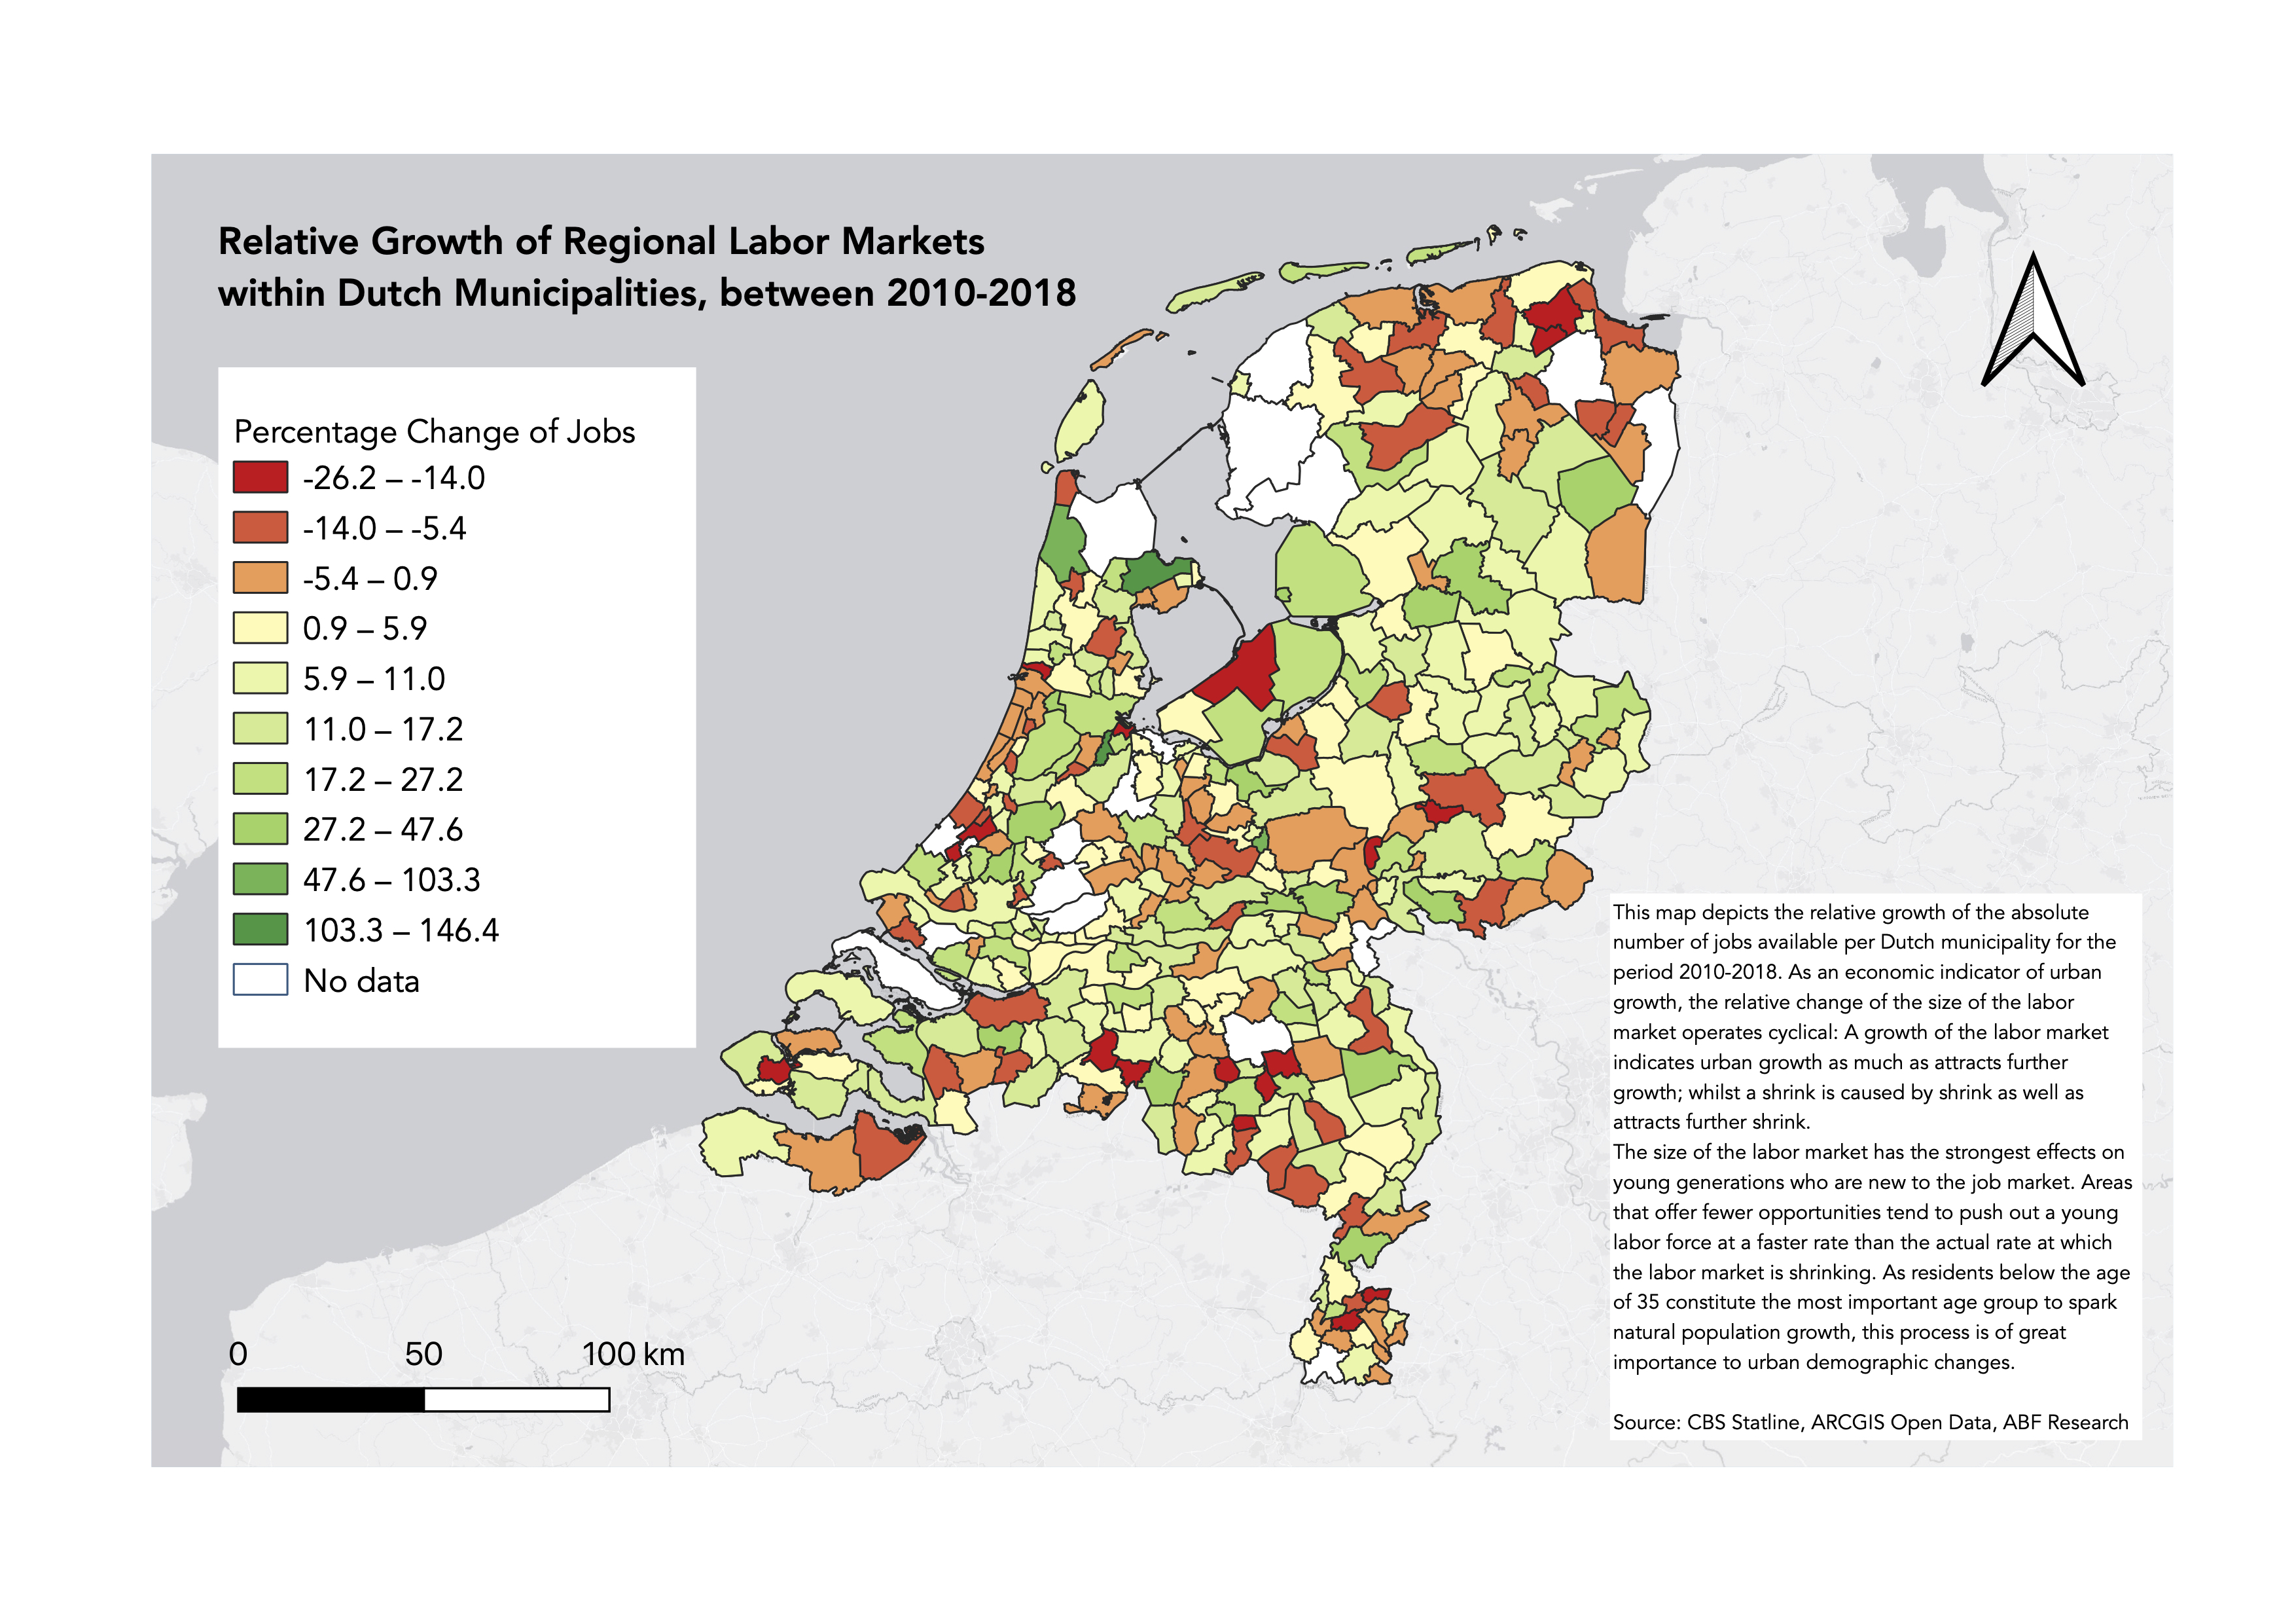 Relative Growth of Regional Labor Markets
within Dutch Municipalities, between 2010-2018
Percentage Change of Jobs
-26.2 – -14.0
-14.0 – -5.4
-5.4 – 0.9
0.9 – 5.9
5.9 – 11.0
11.0 – 17.2
17.2 – 27.2
27.2 – 47.6
47.6 – 103.3
103.3 – 146.4
No data
0 50 100 km
This map depicts the relative growth of the absolute
number of jobs available per Dutch municipality for the
period 2010-2018. As an economic indicator of urban
growth, the relative change of the size of the labor
market operates cyclical: A growth of the labor market
indicates urban growth as much as attracts further
growth; whilst a shrink is caused by shrink as well as
attracts further shrink.
The size of the labor market has the strongest effects on
young generations who are new to the job market. Areas
that offer fewer opportunities tend to push out a young
labor force at a faster rate than the actual rate at which
the labor market is shrinking. As residents below the age
of 35 constitute the most important age group to spark
natural population growth, this process is of great
importance to urban demographic changes.
Source: CBS Statline, ARCGIS Open Data, ABF Research